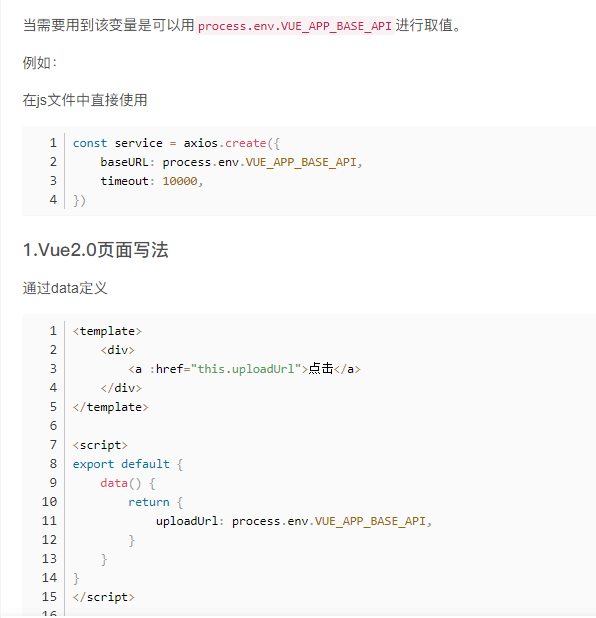 当需要用到该变量是可以用 process.env.VUE_APP_BASE_API 进行取值。
例如：
在js文件中直接使用
1 const service = axios.create({
2     baseURL: process.env.VUE_APP_BASE_API,
3     timeout: 10000,
4 })
1.Vue2.0页面写法
通过data定义
1 <template>
2     <div>
3         <a :href="this.uploadUrl">点击</a>
4     </div>
5 </template>
6
7 <script>
8 export default {
9     data() {
10         return {
11             uploadUrl: process.env.VUE_APP_BASE_API,
12         }
13     }
14 }
15 </script>